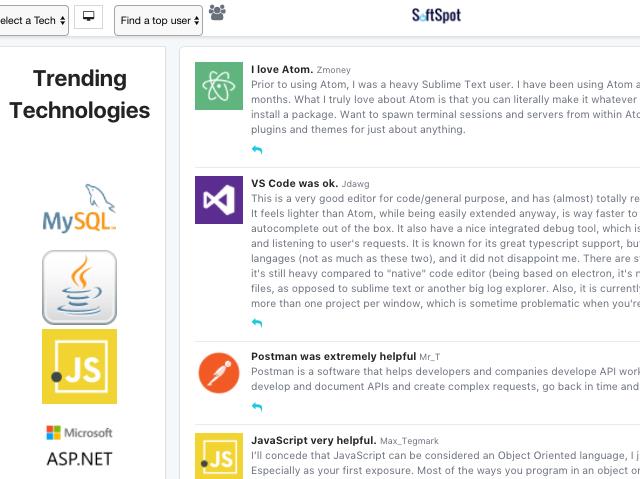 elect a Tech
Find a top user
SoftSpot
Trending
Technologies
MySQL
Java
JS
Microsoft
ASP.NET
I love Atom. Zmoney
Prior to using Atom, I was a heavy Sublime Text user. I have been using Atom a
months. What I truly love about Atom is that you can literally make it whatever
install a package. Want to spawn terminal sessions and servers from within Ato
plugins and themes for just about anything.
VS Code was ok. Jdawg
This is a very good editor for code/general purpose, and has (almost) totally re
It feels lighter than Atom, while being easily extended anyway, is way faster to
autocomplete out of the box. It also have a nice integrated debug tool, which is
and listening to user's requests. It is known for its great typescript support, bu
langages (not as much as these two), and it did not disappoint me. There are s
it's still heavy compared to "native" code editor (being based on electron, it's n
files, as opposed to sublime text or another big log explorer. Also, it is currentl
more than one project per window, which is sometime problematic when you're
Postman was extremely helpful Mr_T
Postman is a software that helps developers and companies develope API work
develop and document APIs and create complex requests, go back in time and
JS
JavaScript very helpful. Max_Tegmark
I'll concede that JavaScript can be considered an Object Oriented language, I j
Especially as your first exposure. Most of the ways you program in an object or